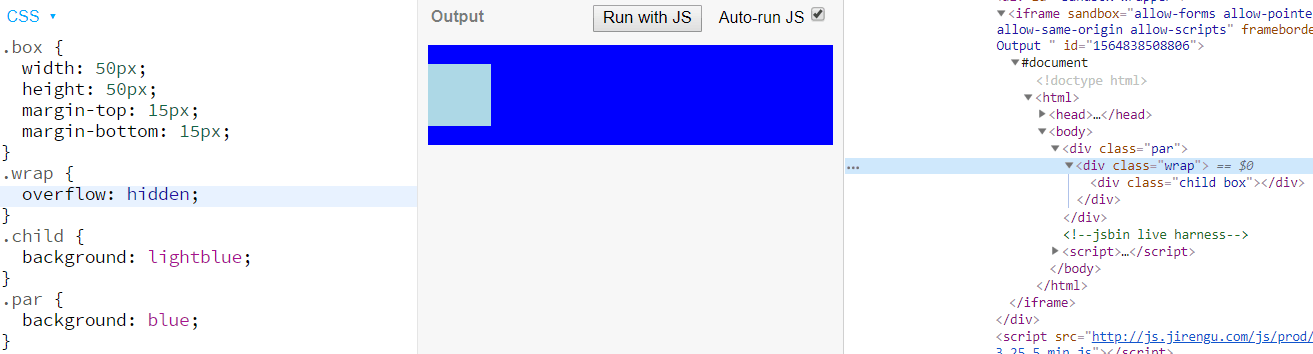 CSS ▾
.box {
  width: 50px;
  height: 50px;
  margin-top: 15px;
  margin-bottom: 15px;
}
.wrap {
  overflow: hidden;
}
.child {
  background: lightblue;
}
.par {
  background: blue;
}
Output Run with JS Auto-run JS
<iframe sandbox="allow-forms allow-pointe
allow-same-origin allow-scripts" frameborde
Output " id="1564838508806">
▼#document
<!doctype html>
▼<html>
▶<head>…</head>
▼<body>
▼<div class="par">
… ▼<div class="wrap"> == $0
<div class="child box"></div>
</div>
</div>
<!--jsbin live harness-->
▶<script>…</script>
</body>
</html>
</iframe>
</div>
<script src="http://js.jirengu.com/js/prod/
3.25.5.min.js"></script>